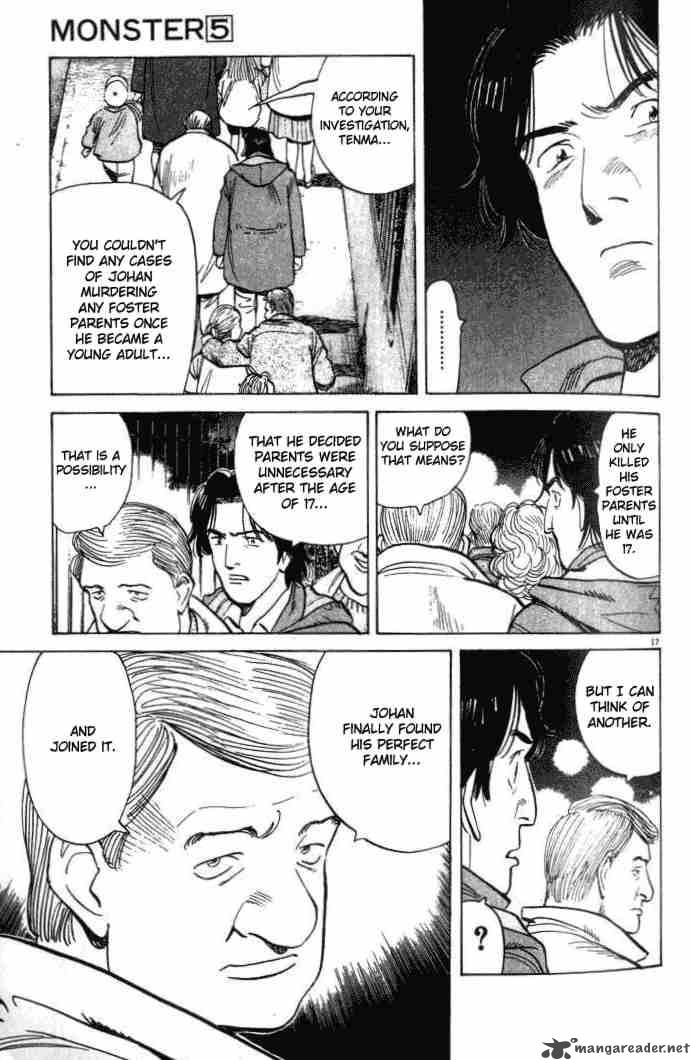 MONSTER 5
ACCORDING
TO YOUR
INVESTIGATION,
TENMA...
YOU COULDN'T
FIND ANY CASES
OF JOHAN
MURDERING
ANY FOSTER
PARENTS ONCE
HE BECAME A
YOUNG ADULT...
..........
HE
ONLY
KILLED
HIS
FOSTER
PARENTS
UNTIL
HE WAS
17.
WHAT DO
YOU SUPPOSE
THAT MEANS?
THAT HE DECIDED
PARENTS WERE
UNNECESSARY
AFTER THE AGE
OF 17...
THAT IS A
POSSIBILITY
...
17
BUT I CAN
THINK OF
ANOTHER.
?
JOHAN
FINALLY FOUND
HIS PERFECT
FAMILY...
AND
JOINED IT.
mangareader.net